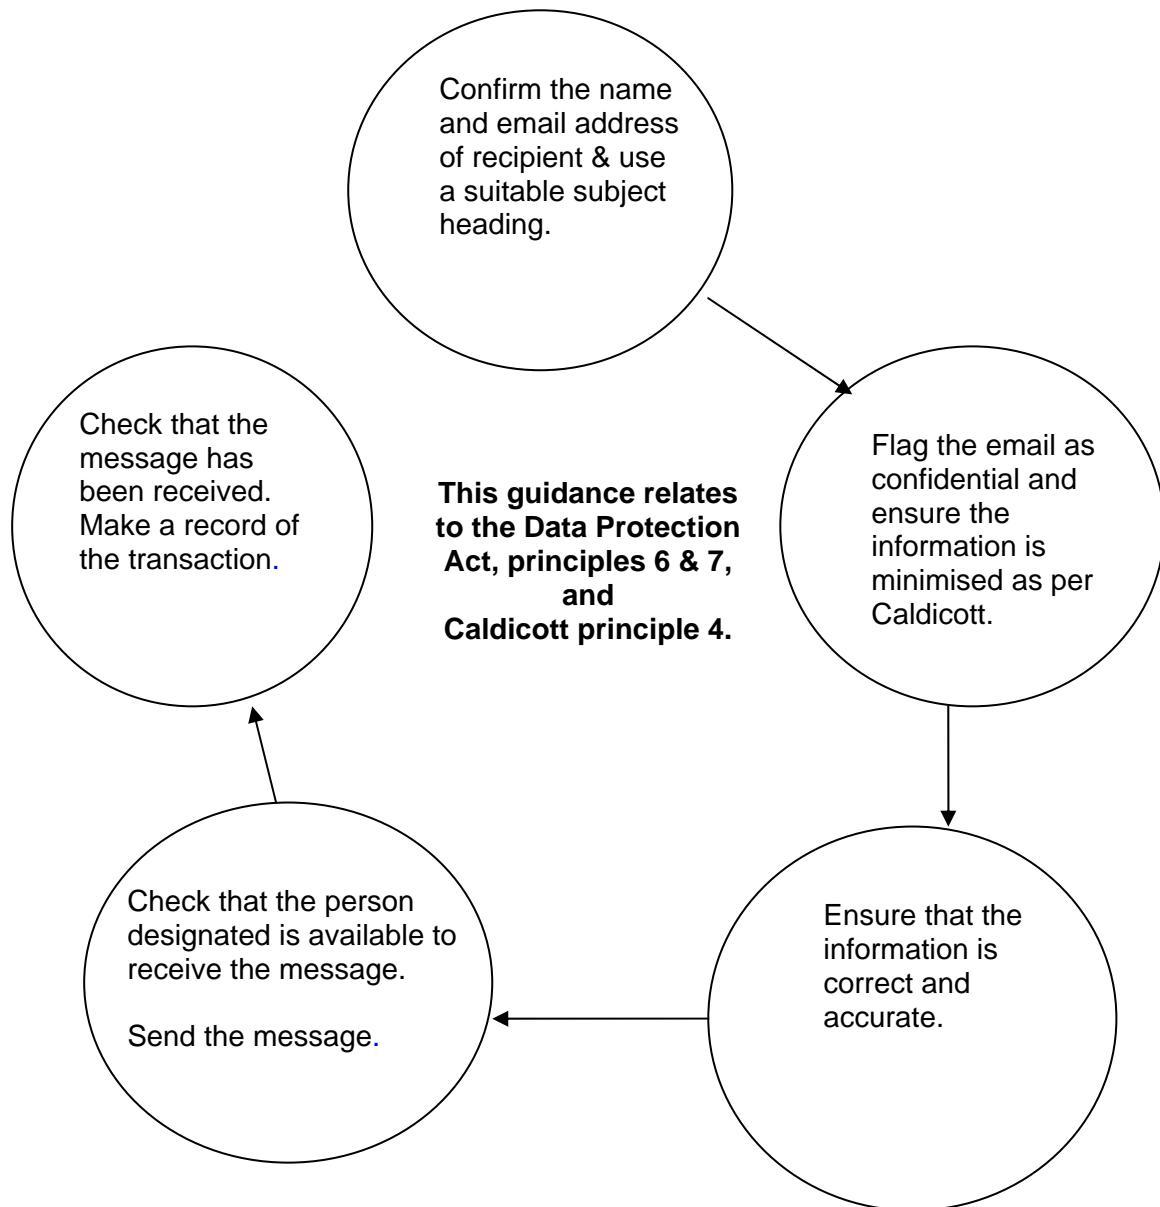 Confirm the name
and email address
of recipient & use
a suitable subject
heading.
Flag the email as
confidential and
ensure the
information is
minimised as per
Caldicott.
Ensure that the
information is
correct and
accurate.
Check that the person
designated is available to
receive the message.
Send the message.
Check that the
message has
been received.
Make a record of
the transaction.
This guidance relates
to the Data Protection
Act, principles 6 & 7,
and
Caldicott principle 4.